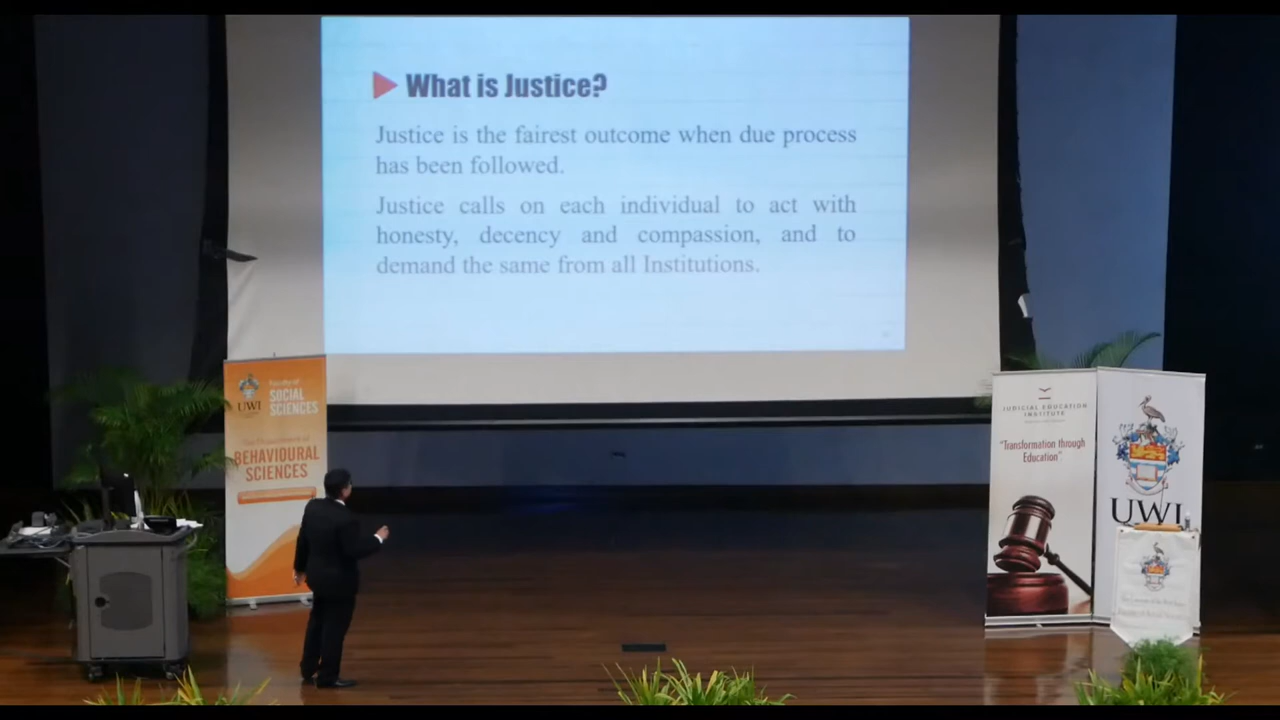 What is Justice?
Justice is the fairest outcome when due process
has been followed.
Justice calls on each individual to act with
honesty, decency and compassion, and to
demand the same from all Institutions.
UWI
Faculty of
SOCIAL
SCIENCES
BEHAVIOURAL
SCIENCES
JUDICIAL EDUCATION
INSTITUTE
"Transformation through
Education"
UWI